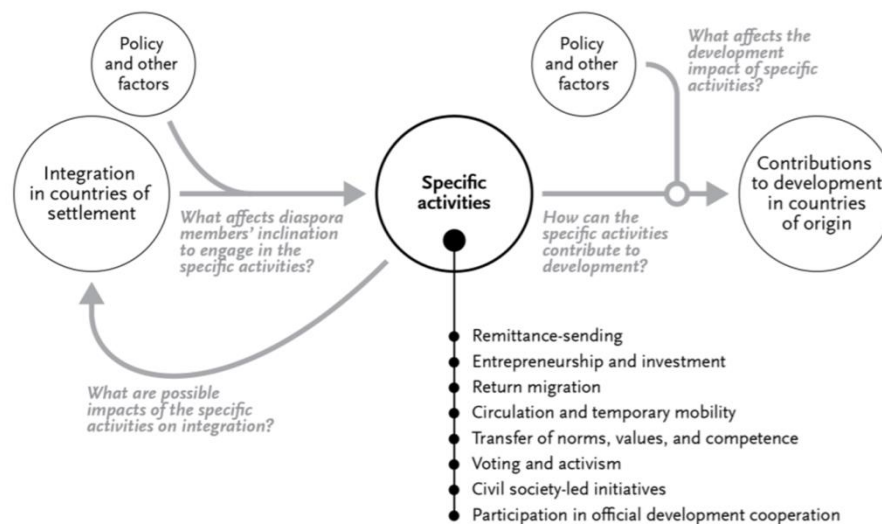 Policy
and other
factors
Policy
and other
factors
What affects the
development
impact of specific
activities?
Integration
in countries of
settlement
What affects diaspora
members' inclination
to engage in the
specific activities?
Specific
activities
How can the
specific activities
contribute to
development?
Contributions
to development
in countries
of origin
What are possible
impacts of the specific
activities on integration?
Remittance-sending
Entrepreneurship and investment
Return migration
Circulation and temporary mobility
Transfer of norms, values, and competence
Voting and activism
Civil society-led initiatives
Participation in official development cooperation